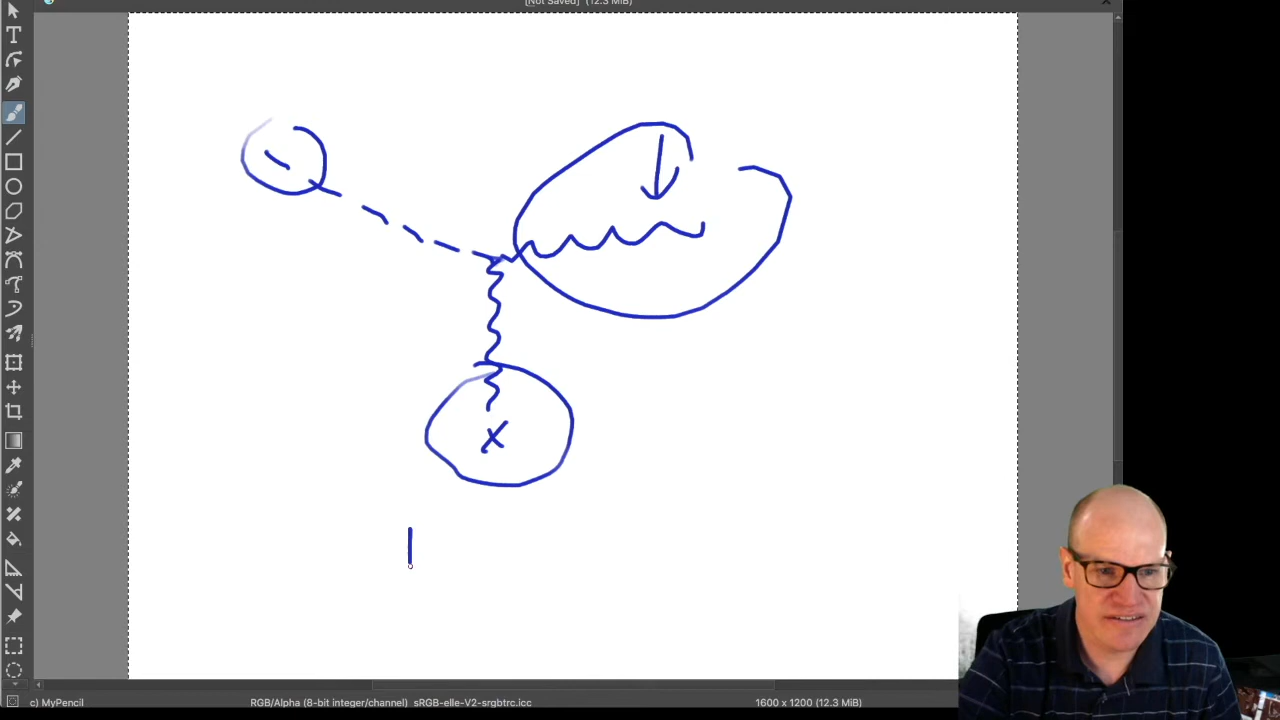 [Not Saved] (12.3 MiB)
x
c) MyPencil
RGB/Alpha (8-bit integer/channel) sRGB-elle-V2-srgbtrc.icc
1600 x 1200 (12.3 MiB)